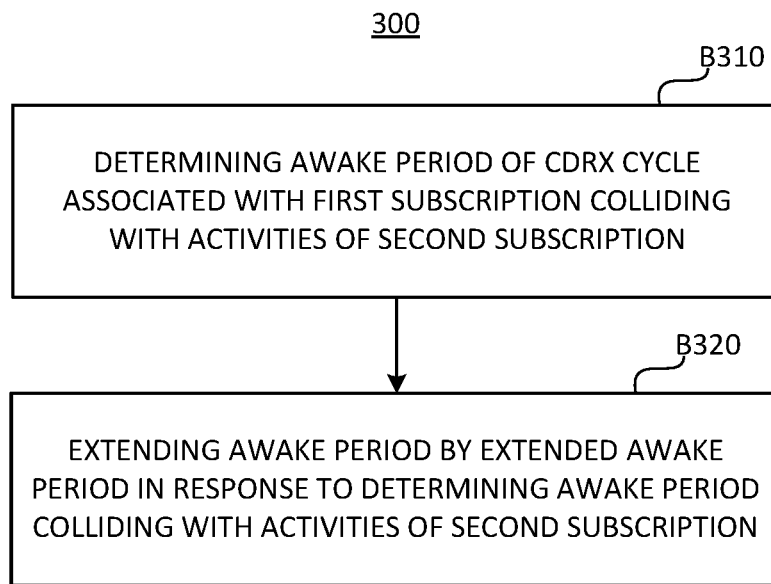 300
B310
DETERMINING AWAKE PERIOD OF CDRX CYCLE
ASSOCIATED WITH FIRST SUBSCRIPTION COLLIDING
WITH ACTIVITIES OF SECOND SUBSCRIPTION
B320
EXTENDING AWAKE PERIOD BY EXTENDED AWAKE
PERIOD IN RESPONSE TO DETERMINING AWAKE PERIOD
COLLIDING WITH ACTIVITIES OF SECOND SUBSCRIPTION